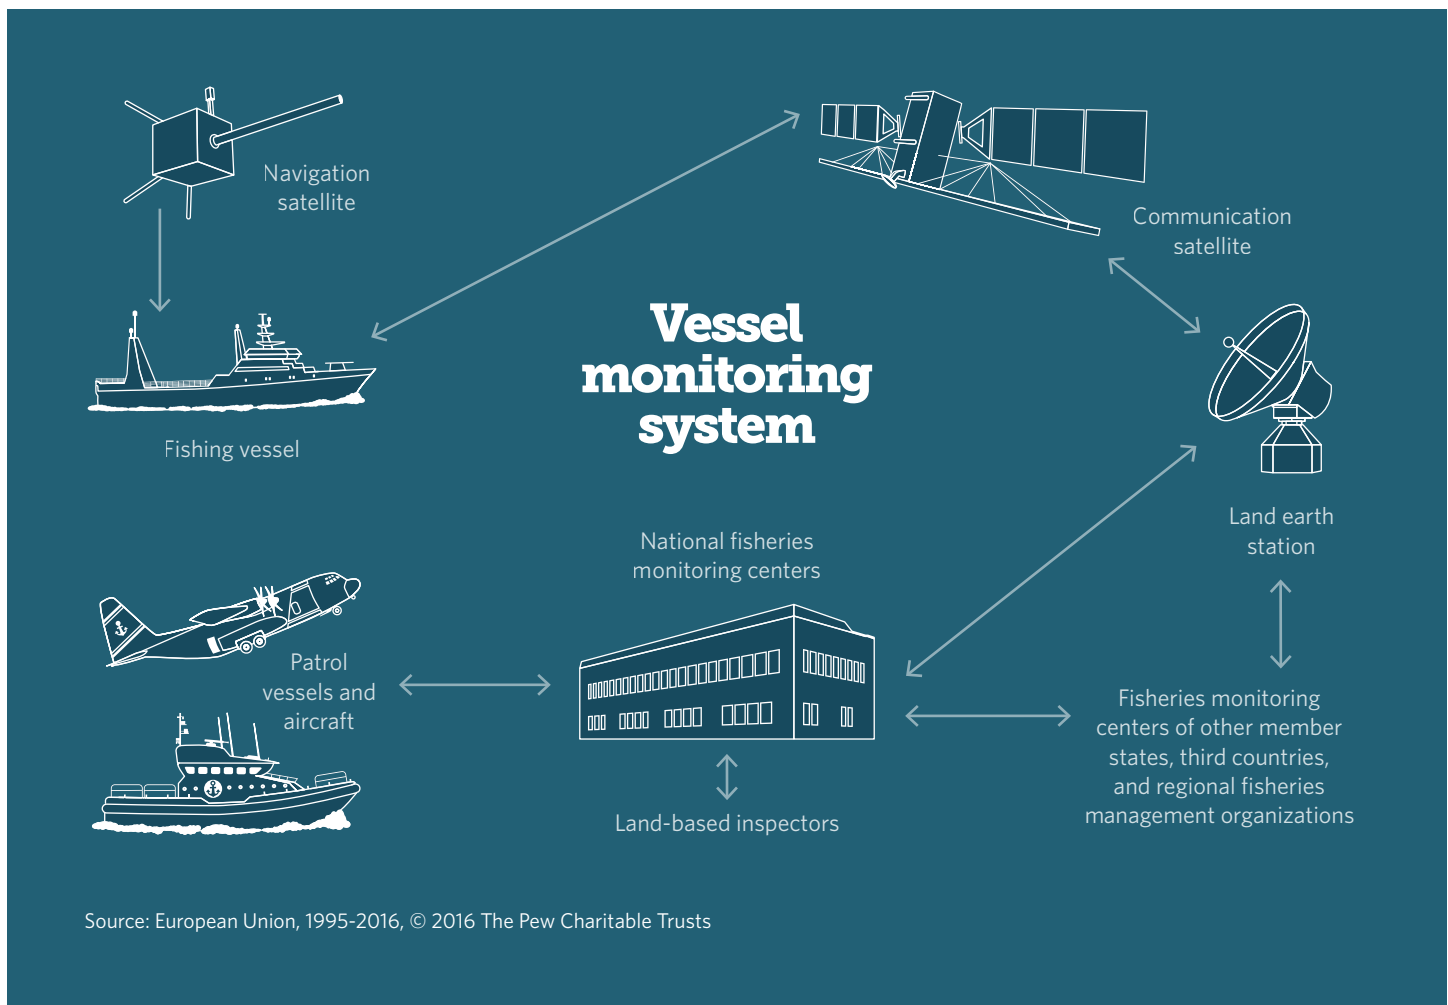 Navigation
satellite
Communication
satellite
Vessel
monitoring
system
Fishing vessel
Land earth
station
National fisheries
monitoring centers
Patrol
vessels and
aircraft
Fisheries monitoring
centers of other member
states, third countries,
and regional fisheries
management organizations
Land-based inspectors
Source: European Union, 1995-2016, © 2016 The Pew Charitable Trusts